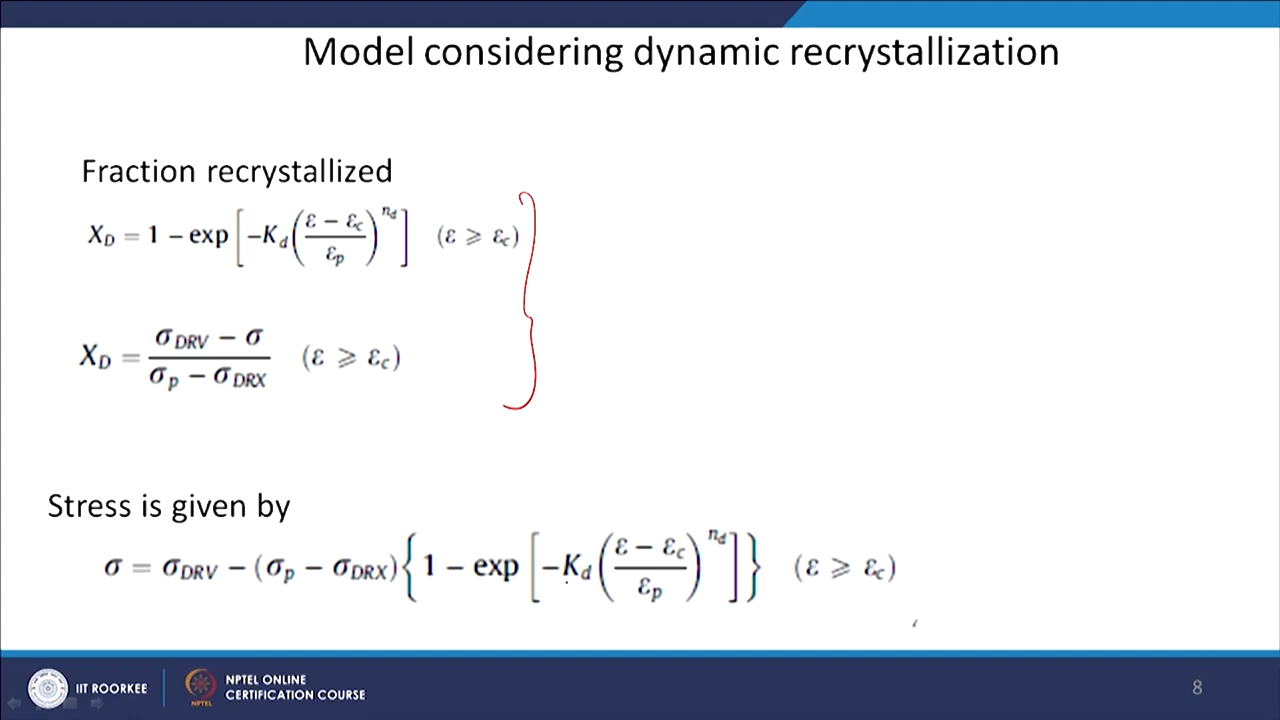 Model considering dynamic recrystallization
Fraction recrystallized
X_D = 1 − exp[−K_d((ε − ε_c)/ε_p)^{n_d}] (ε ⩾ ε_c)
X_D = (σ_DRV − σ)/(σ_p − σ_DRX) (ε ⩾ ε_c)
Stress is given by
σ = σ_DRV − (σ_p − σ_DRX){1 − exp[−K_d((ε − ε_c)/ε_p)^{n_d}]} (ε ⩾ ε_c)
IIT ROORKEE
NPTEL
NPTEL ONLINE
CERTIFICATION COURSE
8